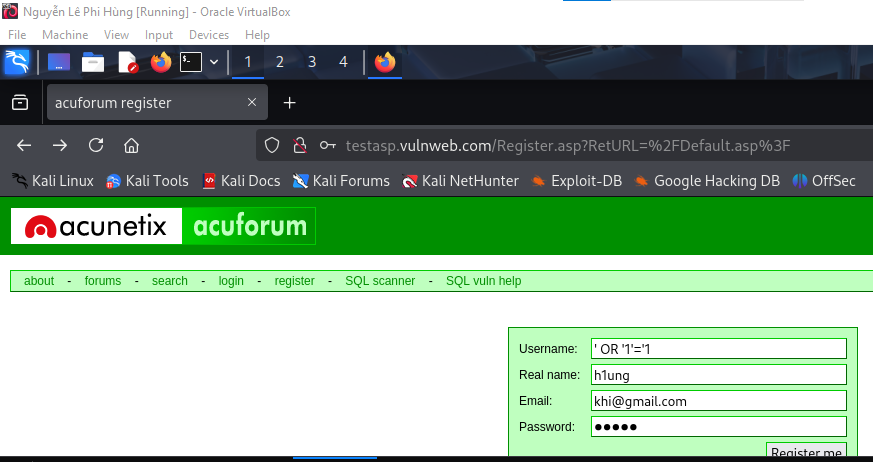 Nguyễn Lê Phi Hùng [Running] - Oracle VirtualBox
File Machine View Input Devices Help
1 2 3 4
acuforum register
testasp.vulnweb.com/Register.asp?RetURL=%2FDefault.asp%3F
Kali Linux Kali Tools Kali Docs Kali Forums Kali NetHunter Exploit-DB Google Hacking DB OffSec
acunetix acuforum
about - forums - search - login - register - SQL scanner - SQL vuln help
Username: ' OR '1'='1
Real name: h1ung
Email: khi@gmail.com
Password: ●●●●●
Register me